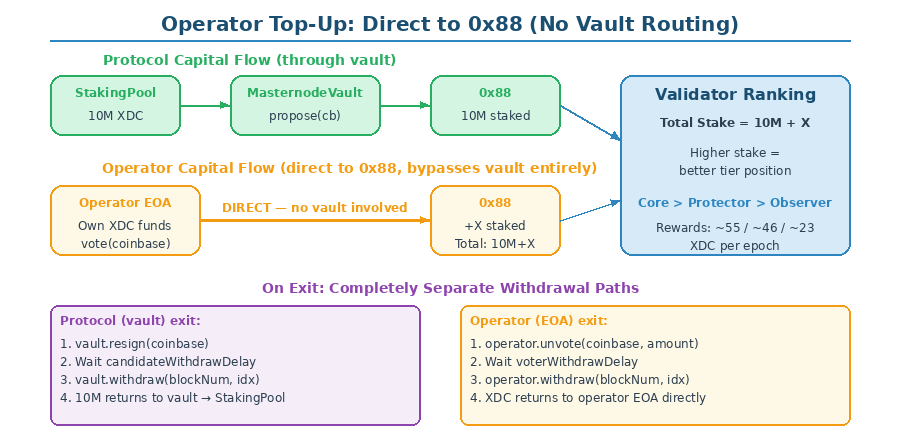 Operator Top-Up: Direct to 0x88 (No Vault Routing)
Protocol Capital Flow (through vault)
StakingPool
10M XDC
MasternodeVault
propose(cb)
0x88
10M staked
Operator Capital Flow (direct to 0x88, bypasses vault entirely)
Operator EOA
Own XDC funds
vote(coinbase)
DIRECT — no vault involved
0x88
+X staked
Total: 10M+X
Validator Ranking
Total Stake = 10M + X
Higher stake =
better tier position
Core > Protector > Observer
Rewards: ~55 / ~46 / ~23
XDC per epoch
On Exit: Completely Separate Withdrawal Paths
Protocol (vault) exit:
1. vault.resign(coinbase)
2. Wait candidateWithdrawDelay
3. vault.withdraw(blockNum, idx)
4. 10M returns to vault → StakingPool
Operator (EOA) exit:
1. operator.unvote(coinbase, amount)
2. Wait voterWithdrawDelay
3. operator.withdraw(blockNum, idx)
4. XDC returns to operator EOA directly